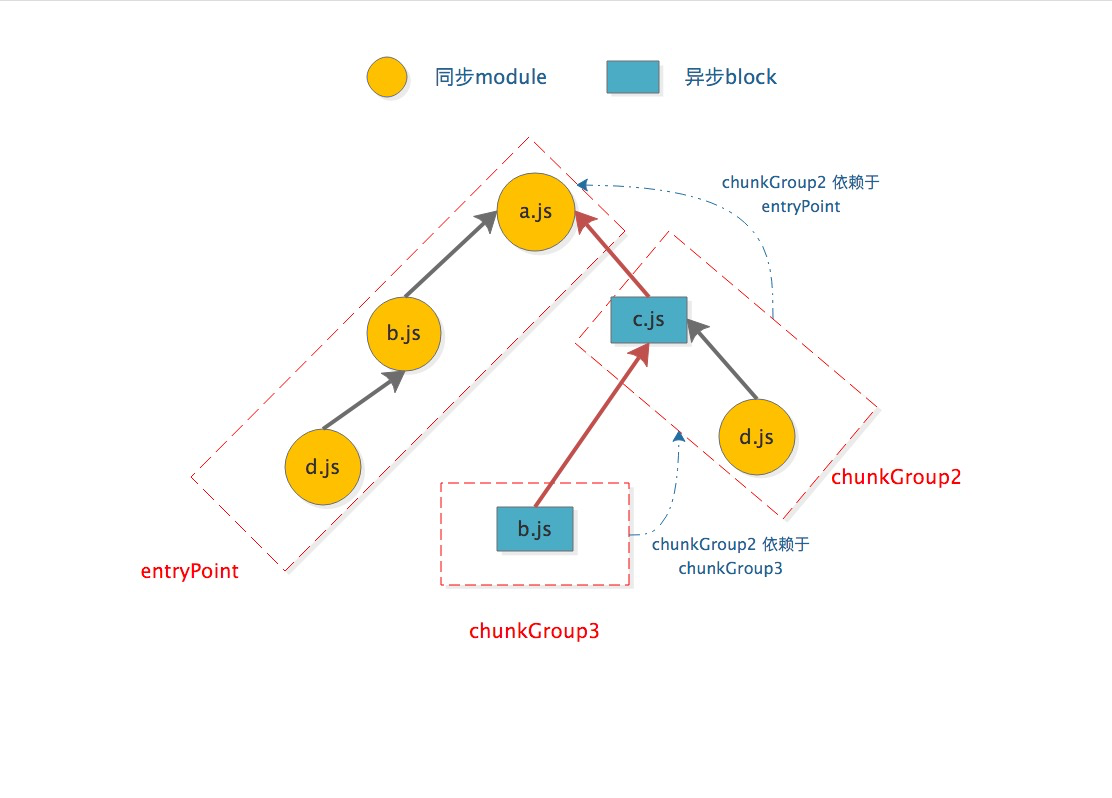 同步module
异步block
chunkGroup2 依赖于
entryPoint
a.js
c.js
b.js
d.js
d.js
chunkGroup2
b.js
chunkGroup2 依赖于
chunkGroup3
entryPoint
chunkGroup3